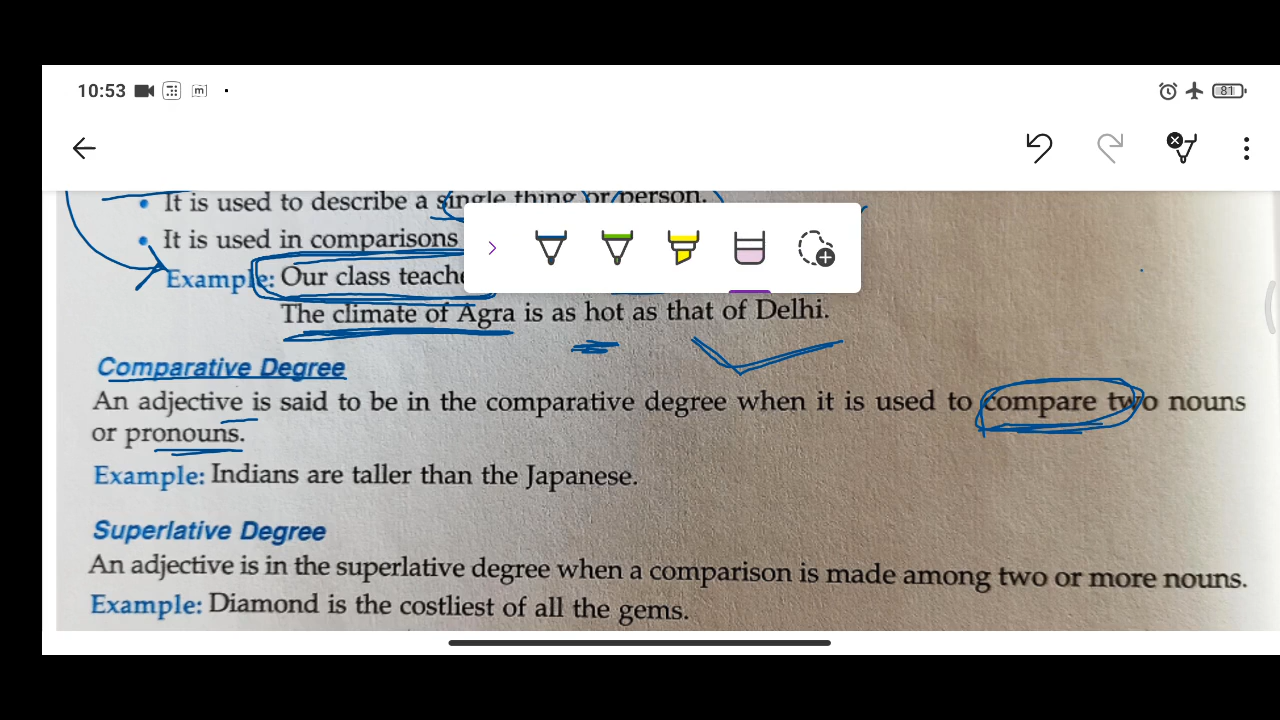 10:53
81
• It is used to describe a single thing or person.
• It is used in comparisons
Example: Our class teache
The climate of Agra is as hot as that of Delhi.
Comparative Degree
An adjective is said to be in the comparative degree when it is used to compare two nouns
or pronouns.
Example: Indians are taller than the Japanese.
Superlative Degree
An adjective is in the superlative degree when a comparison is made among two or more nouns.
Example: Diamond is the costliest of all the gems.